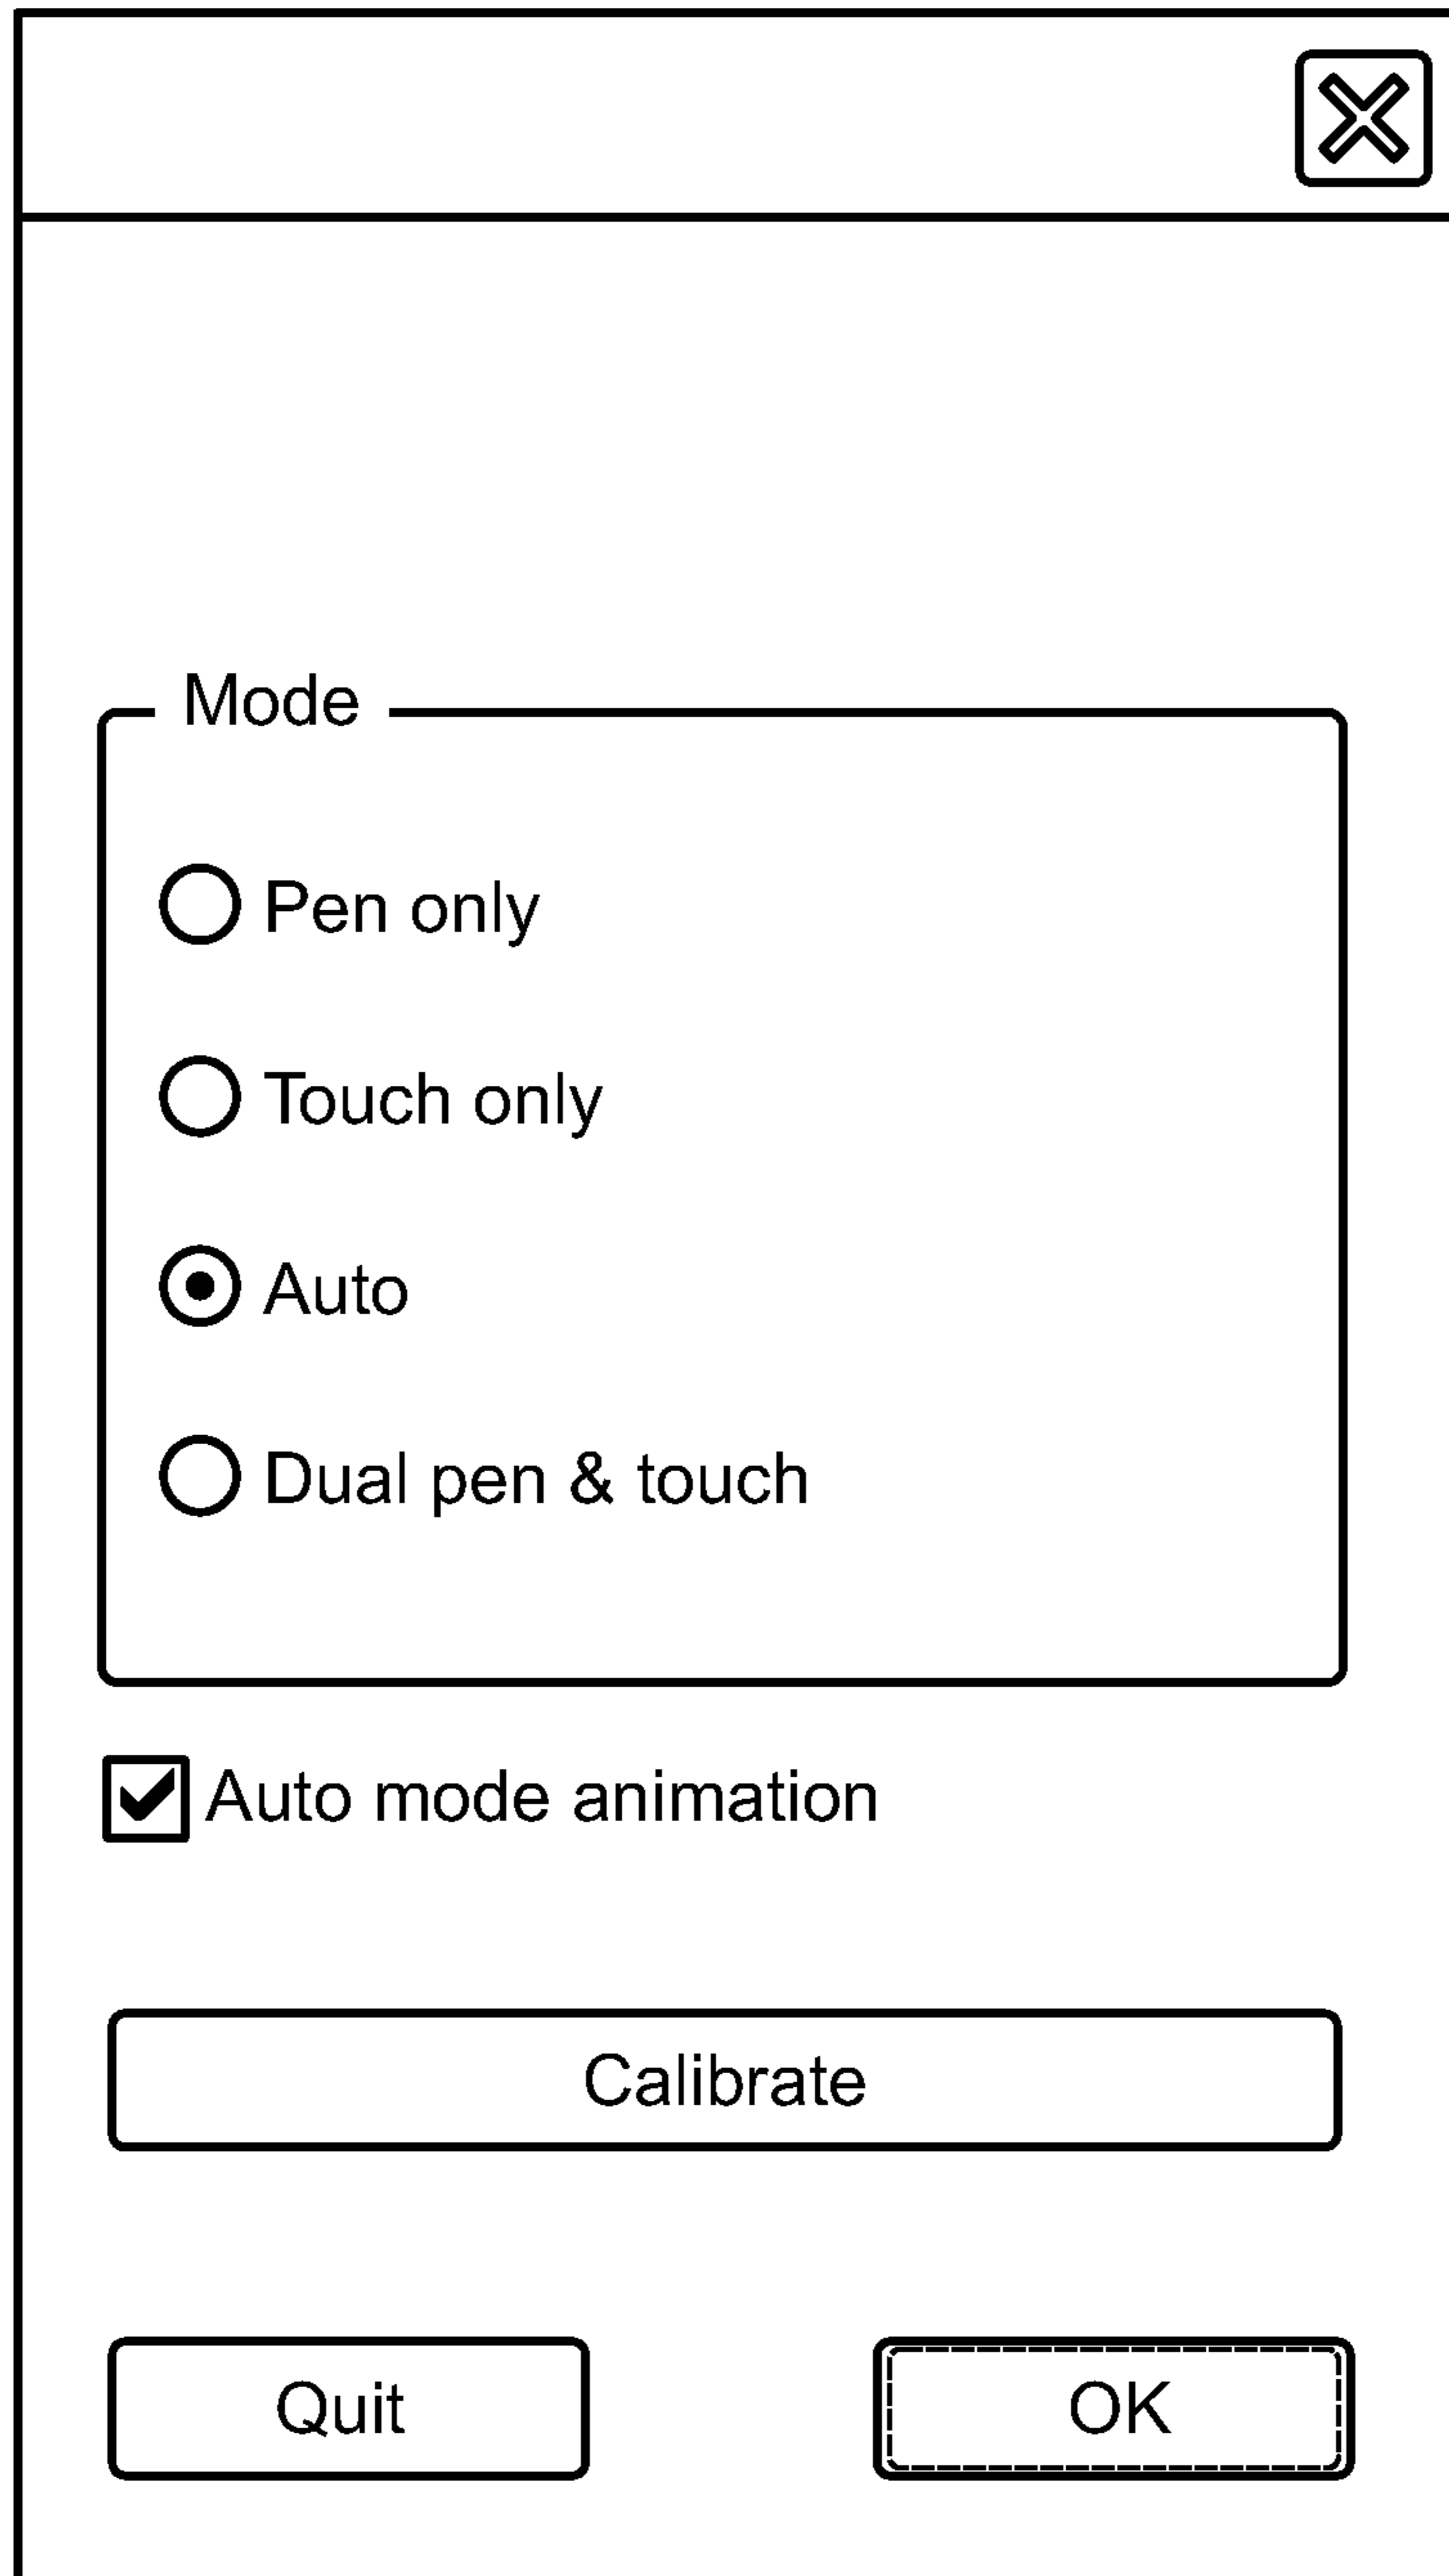 Mode
Pen only
Touch only
Auto
Dual pen & touch
Auto mode animation
Calibrate
Quit
OK